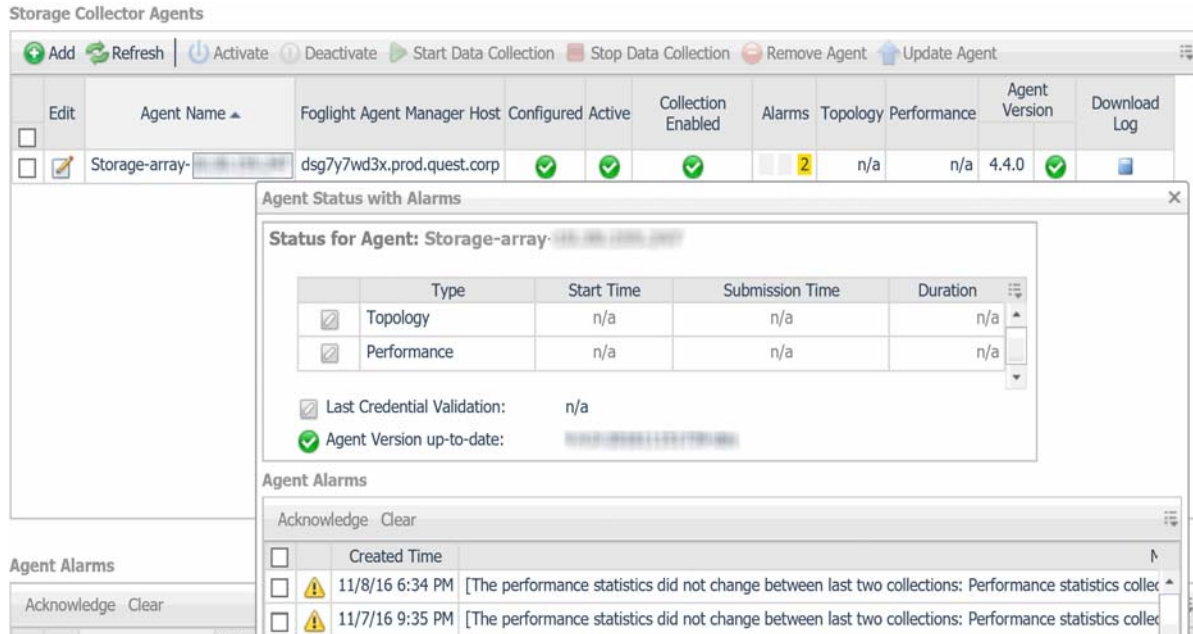 Storage Collector Agents
Add Refresh Activate Deactivate Start Data Collection Stop Data Collection Remove Agent Update Agent
Edit Agent Name Foglight Agent Manager Host Configured Active Collection Enabled Alarms Topology Performance Agent Version Download Log
Storage-array- dsg7y7wd3x.prod.quest.corp 2 n/a n/a 4.4.0
Agent Status with Alarms
Status for Agent: Storage-array-
Type Start Time Submission Time Duration
Topology n/a n/a n/a
Performance n/a n/a n/a
Last Credential Validation: n/a
Agent Version up-to-date:
Agent Alarms
Acknowledge Clear
Created Time
11/8/16 6:34 PM [The performance statistics did not change between last two collections: Performance statistics collec
11/7/16 9:35 PM [The performance statistics did not change between last two collections: Performance statistics collec
Agent Alarms
Acknowledge Clear